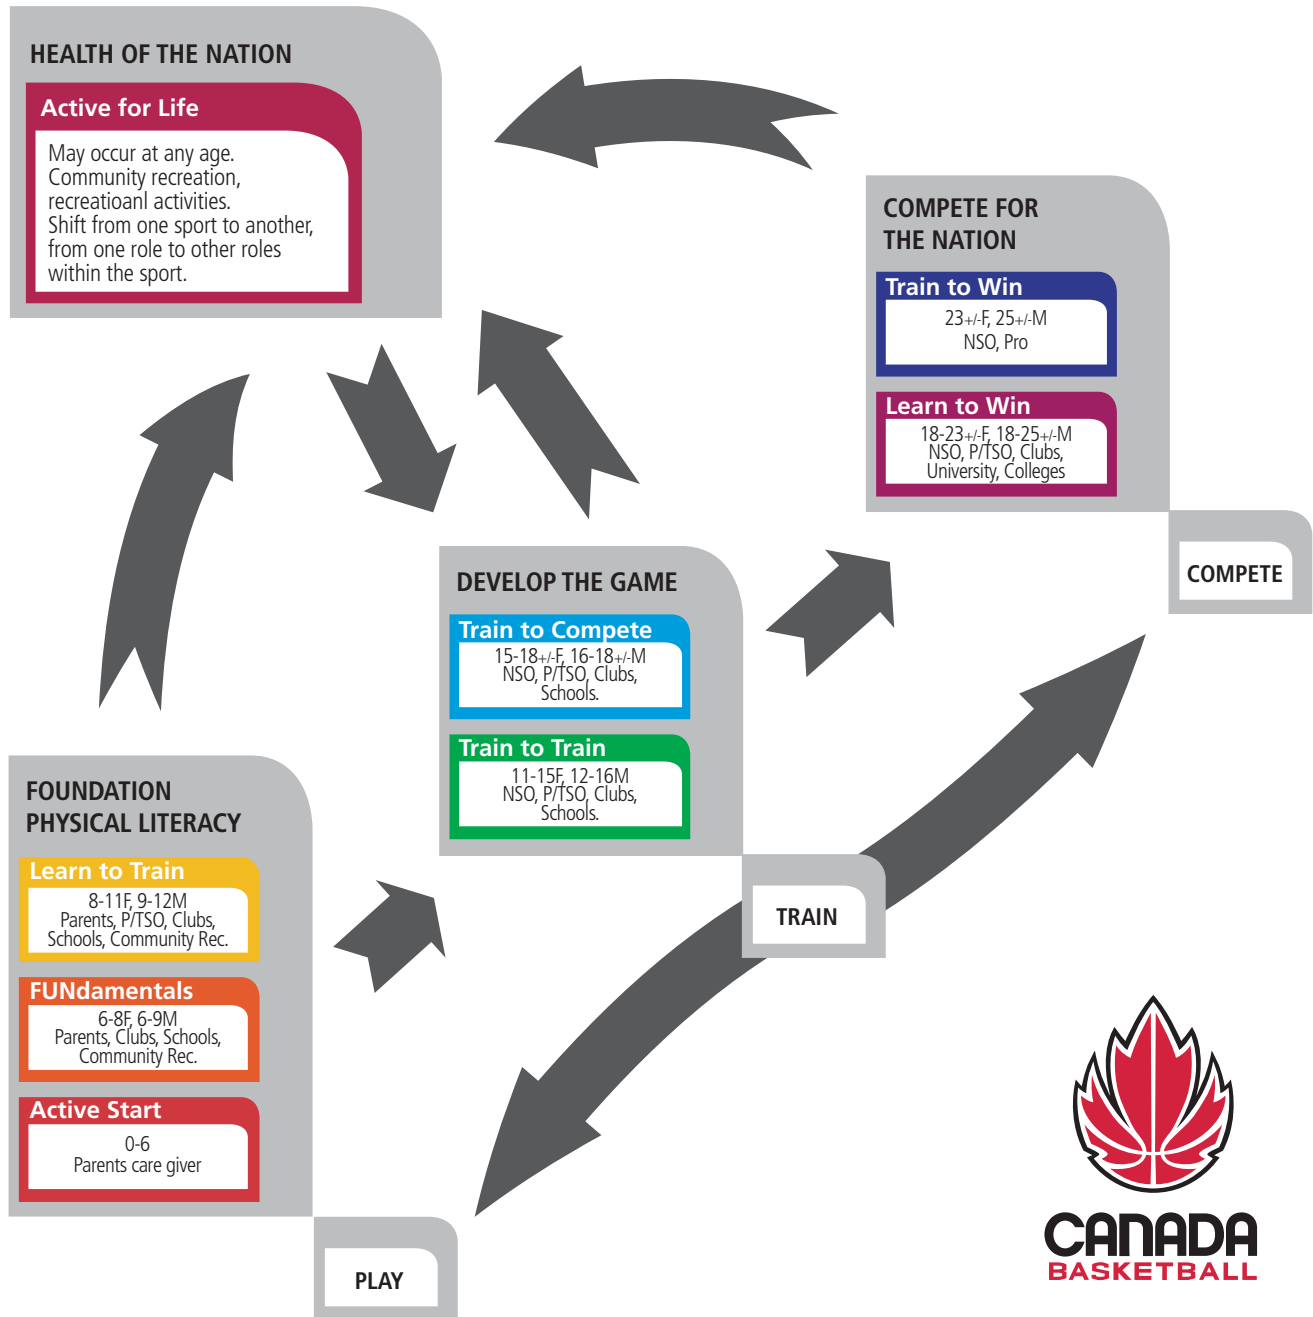 HEALTH OF THE NATION
Active for Life
May occur at any age.
Community recreation,
recreatioanl activities.
Shift from one sport to another,
from one role to other roles
within the sport.
COMPETE FOR
THE NATION
Train to Win
23+/-F, 25+/-M
NSO, Pro
Learn to Win
18-23+/-F, 18-25+/-M
NSO, P/TSO, Clubs,
University, Colleges
COMPETE
DEVELOP THE GAME
Train to Compete
15-18+/-F, 16-18+/-M
NSO, P/TSO, Clubs,
Schools.
Train to Train
11-15F, 12-16M
NSO, P/TSO, Clubs,
Schools.
TRAIN
FOUNDATION
PHYSICAL LITERACY
Learn to Train
8-11F, 9-12M
Parents, P/TSO, Clubs,
Schools, Community Rec.
FUNdamentals
6-8F, 6-9M
Parents, Clubs, Schools,
Community Rec.
Active Start
0-6
Parents care giver
PLAY
CANADA
BASKETBALL